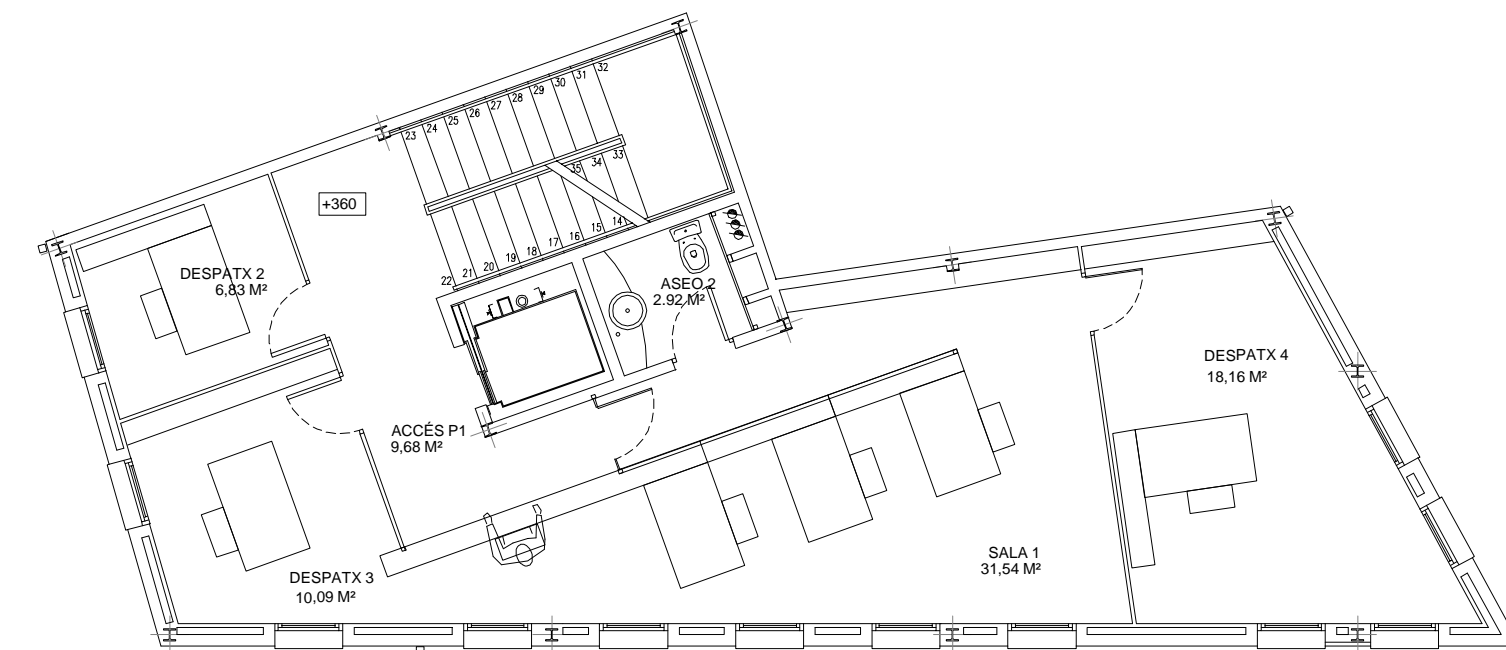 32
31
30
29
28
27
26
25
24
23
35
34
33
+360
22
21
20
19
18
17
16
15
14
DESPATX 2
6,83 M²
ASEO 2
2.92 M²
DESPATX 4
18,16 M²
ACCÉS P1
9,68 M²
SALA 1
31,54 M²
DESPATX 3
10,09 M²